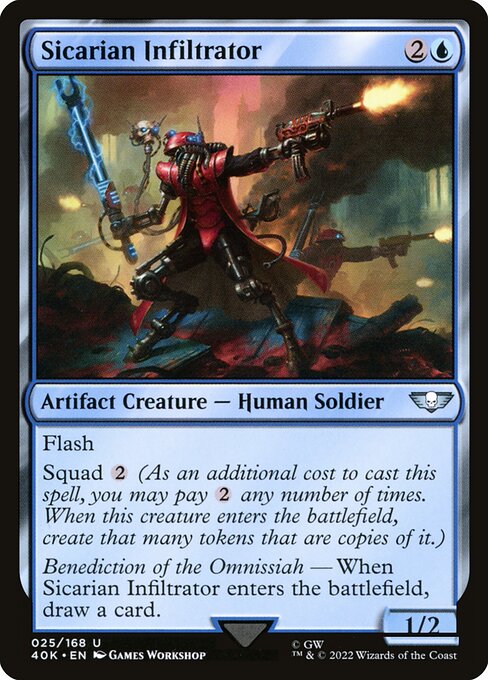 Sicarian Infiltrator 2
Artifact Creature — Human Soldier
Flash
Squad 2 (As an additional cost to cast this
spell, you may pay 2 any number of times.
When this creature enters the battlefield,
create that many tokens that are copies of it.)
Benediction of the Omnissiah — When
Sicarian Infiltrator enters the battlefield,
draw a card.
1/2
025/168 U
40K • EN Games Workshop
© GW
™ & © 2022 Wizards of the Coast